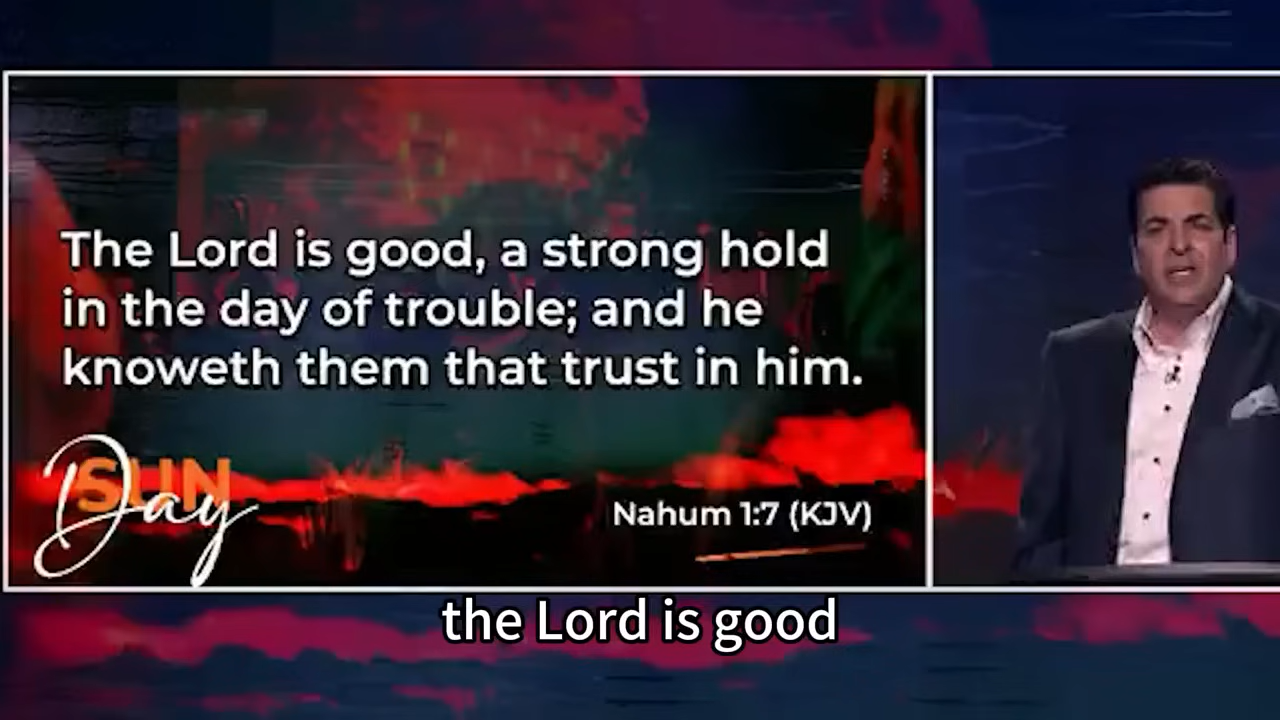 The Lord is good, a strong hold
in the day of trouble; and he
knoweth them that trust in him.
SUN
Day
Nahum 1:7 (KJV)
the Lord is good